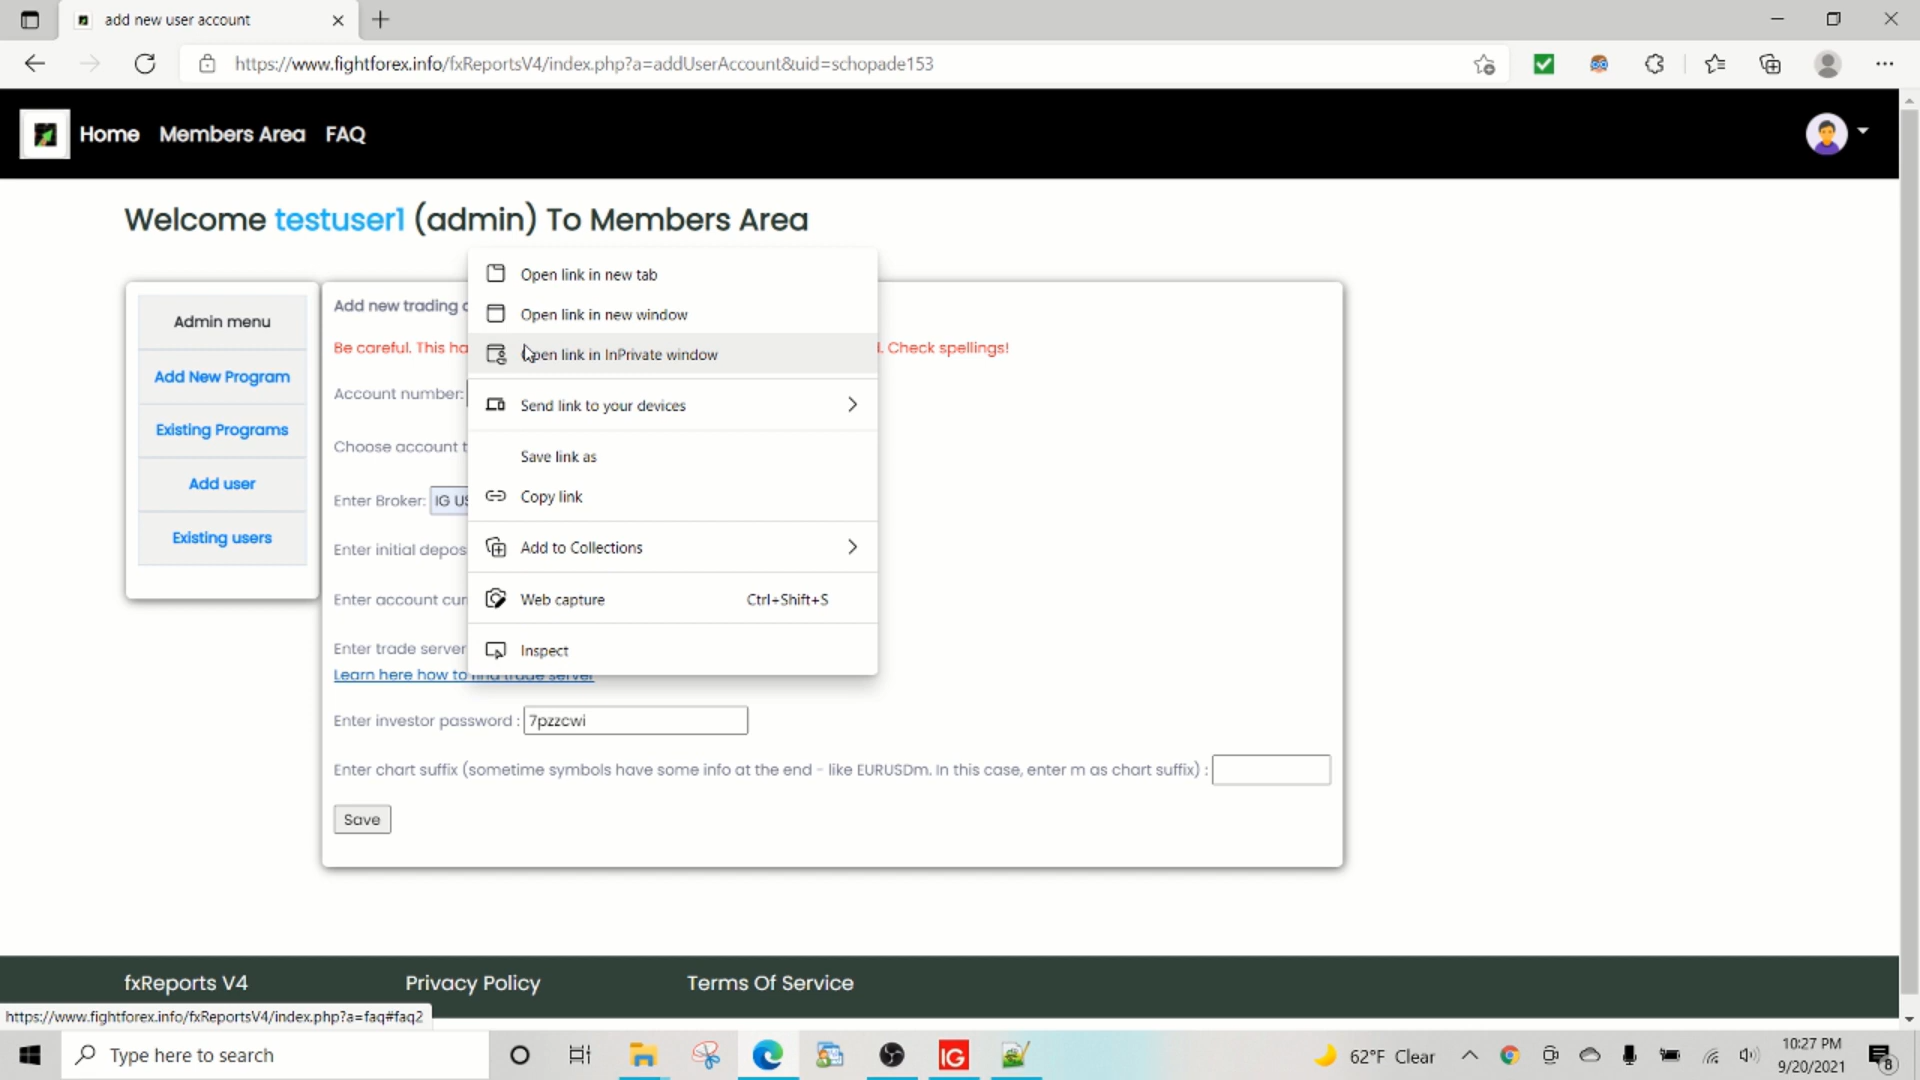 add new user account
https://www.fightforex.info/fxReportsV4/index.php?a=addUserAccount&uid=schopade153
Home Members Area FAQ
Welcome testuser1 (admin) To Members Area
Admin menu
Add New Program
Existing Programs
Add user
Existing users
Add new trading
Be careful. This ha
. Check spellings!
Account number:
Choose account t
Enter Broker: IG US
Enter initial depos
Enter account cur
Enter trade server
Learn here how to find trade server
Enter investor password : 7pzzcwi
Enter chart suffix (sometime symbols have some info at the end - like EURUSDm. In this case, enter m as chart suffix) :
Save
Open link in new tab
Open link in new window
Open link in InPrivate window
Send link to your devices
Save link as
Copy link
Add to Collections
Web capture Ctrl+Shift+S
Inspect
fxReports V4 Privacy Policy Terms Of Service
https://www.fightforex.info/fxReportsV4/index.php?a=faq#faq2
Type here to search
IG
62°F Clear
10:27 PM
9/20/2021
8